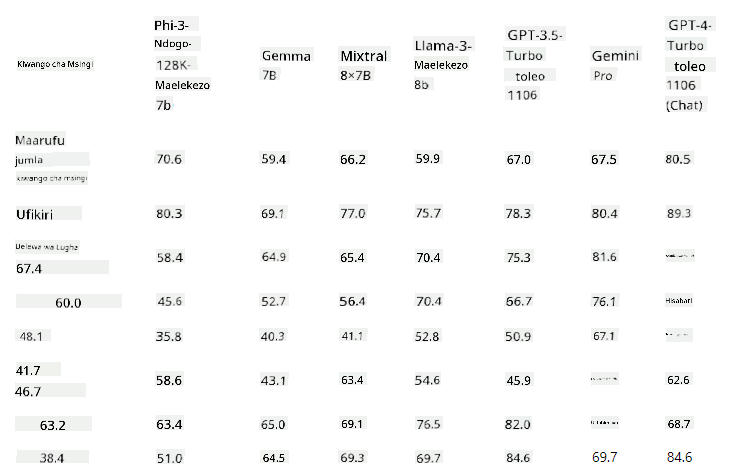 Kiwango cha Msingi
Phi-3-
Ndogo-
128K-
Maelekezo
7b
Gemma
7B
Mixtral
8×7B
Llama-3-
Maelekezo
8b
GPT-3.5-
Turbo
toleo
1106
Gemini
Pro
GPT-4-
Turbo
toleo
1106
(Chat)
Maarufu
jumla
kiwango cha msingi
70.6 59.4 66.2 59.9 67.0 67.5 80.5
Ufikiri 80.3 69.1 77.0 75.7 78.3 80.4 89.3
Uelewa wa Lugha
67.4
58.4 64.9 65.4 70.4 75.3 81.6
60.0 45.6 52.7 56.4 70.4 66.7 76.1 Hisabati
48.1 35.8 40.3 41.1 52.8 50.9 67.1
41.7
46.7
58.6 43.1 63.4 54.6 45.9 62.6
63.2 63.4 65.0 69.1 76.5 82.0 68.7
38.4 51.0 64.5 69.3 69.7 84.6 69.7 84.6